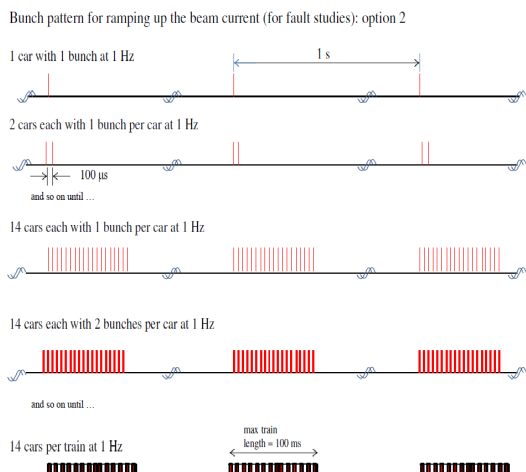 Bunch pattern for ramping up the beam current (for fault studies): option 2
1 car with 1 bunch at 1 Hz
1 s
2 cars each with 1 bunch per car at 1 Hz
100 μs
and so on until …
14 cars each with 1 bunch per car at 1 Hz
14 cars each with 2 bunches per car at 1 Hz
and so on until …
max train
length = 100 ms
14 cars per train at 1 Hz